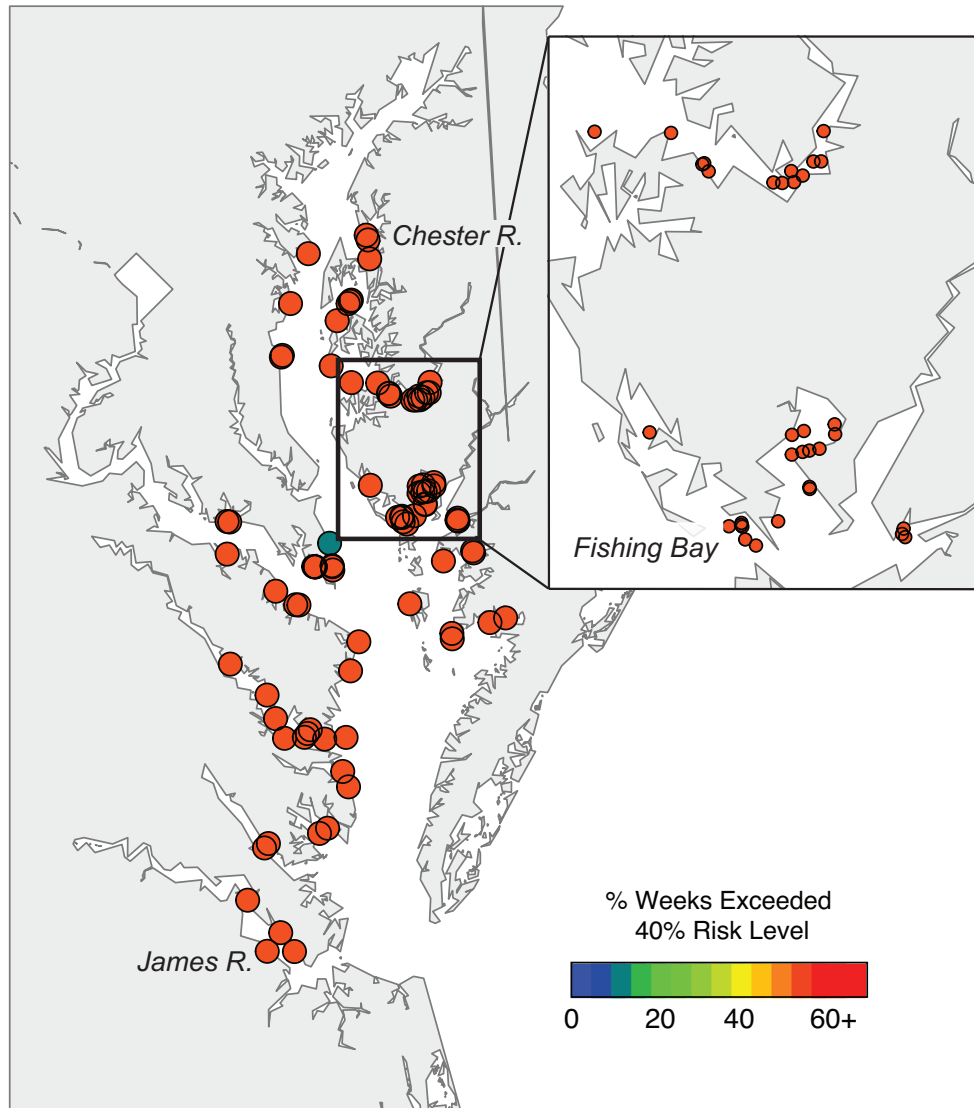 Chester R.
Fishing Bay
James R.
% Weeks Exceeded
40% Risk Level
0 20 40 60+